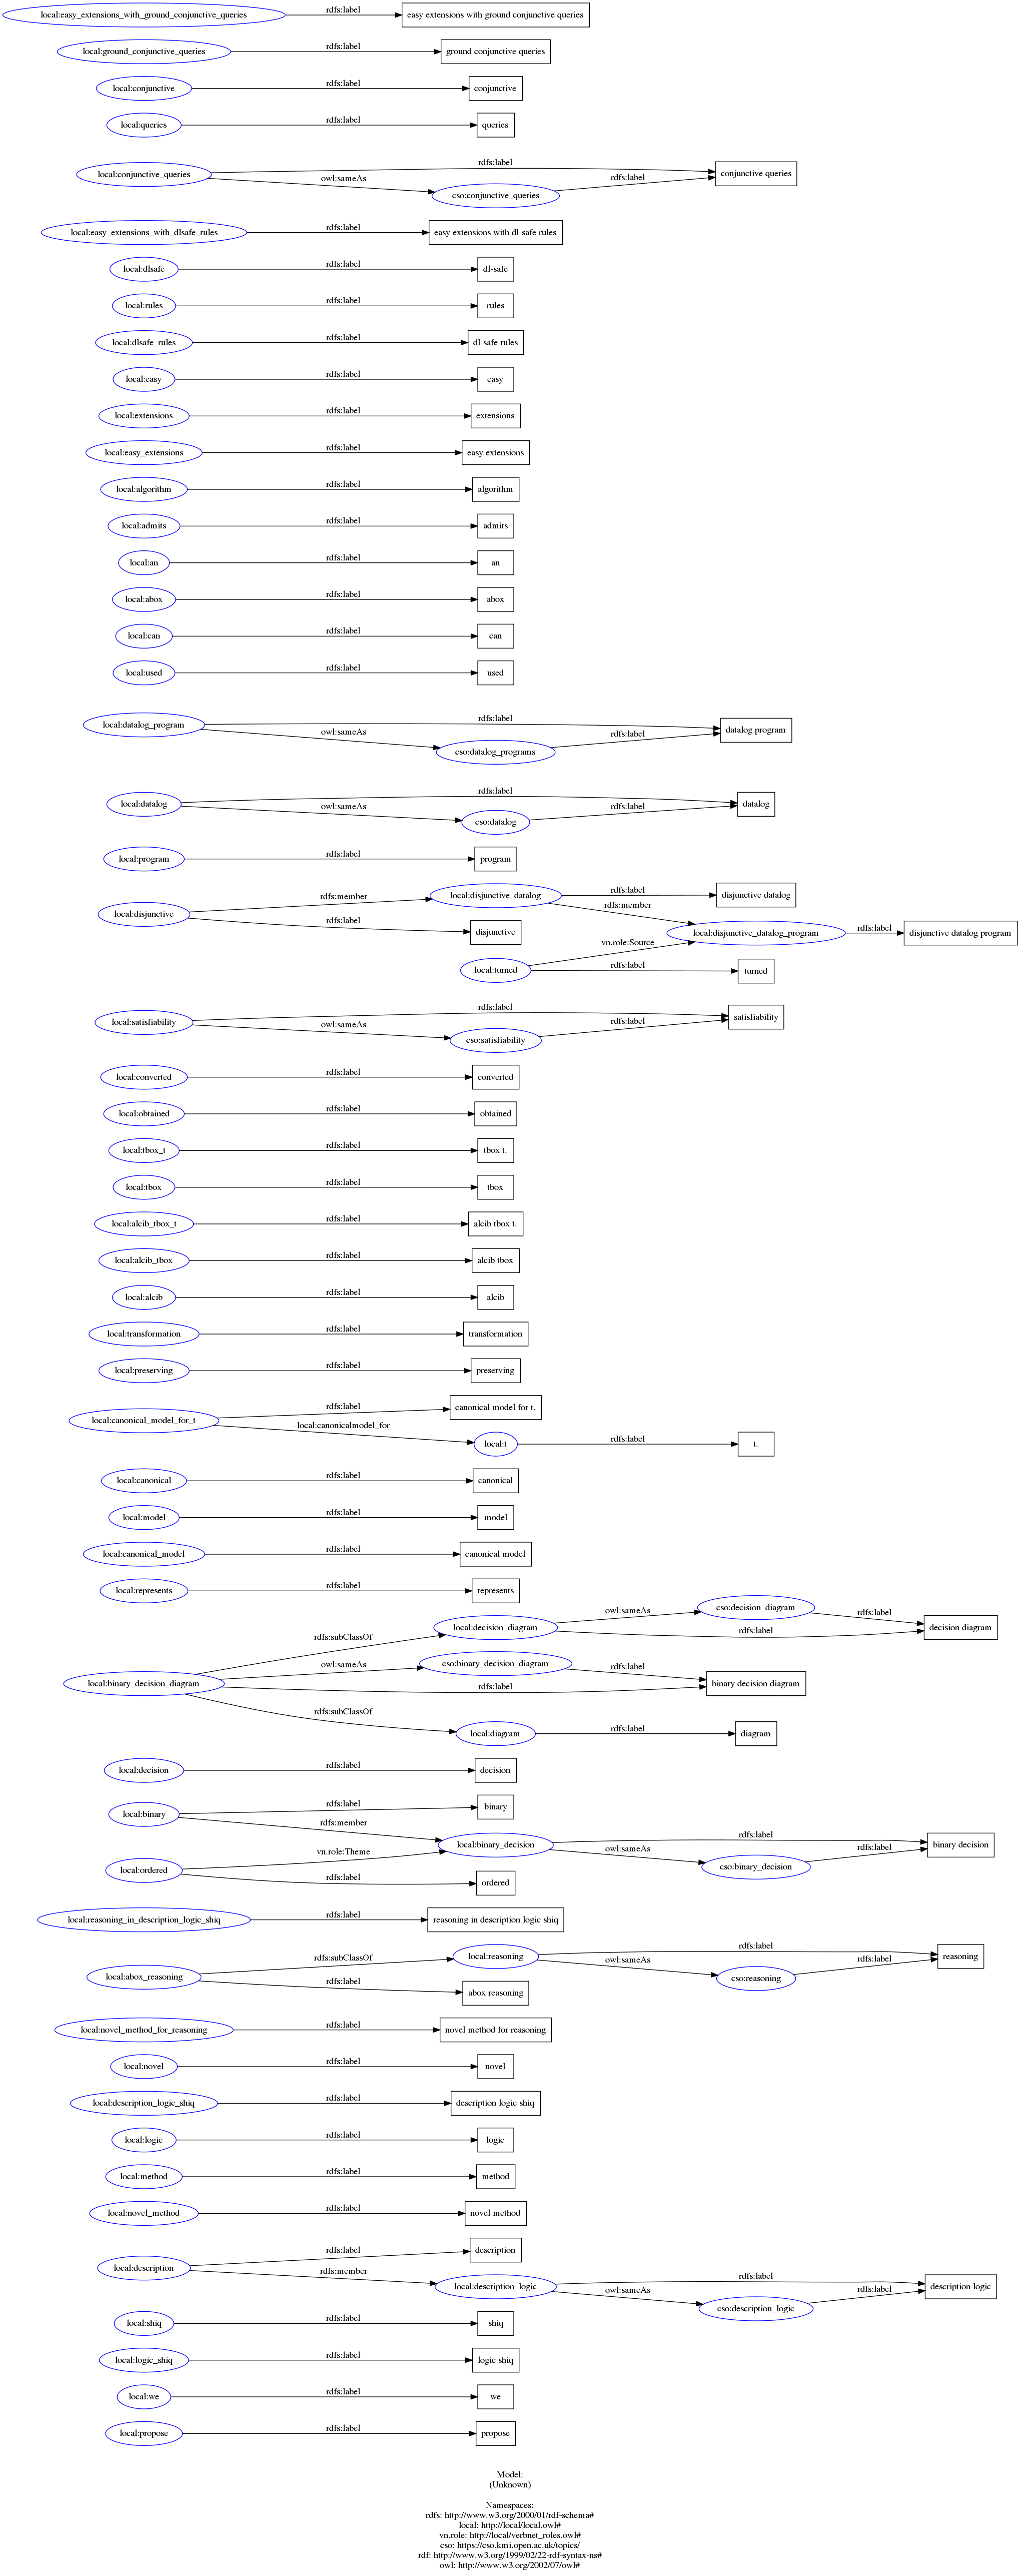 local:easy_extensions_with_ground_conjunctive_queries rdfs:label easy extensions with ground conjunctive queries
local:ground_conjunctive_queries rdfs:label ground conjunctive queries
local:conjunctive rdfs:label conjunctive
local:queries rdfs:label queries
rdfs:label
local:conjunctive_queries owl:sameAs cso:conjunctive_queries rdfs:label conjunctive queries
local:easy_extensions_with_dlsafe_rules rdfs:label easy extensions with dl-safe rules
local:dlsafe rdfs:label dl-safe
local:rules rdfs:label rules
local:dlsafe_rules rdfs:label dl-safe rules
local:easy rdfs:label easy
local:extensions rdfs:label extensions
local:easy_extensions rdfs:label easy extensions
local:algorithm rdfs:label algorithm
local:admits rdfs:label admits
local:an rdfs:label an
local:abox rdfs:label abox
local:can rdfs:label can
local:used rdfs:label used
rdfs:label
local:datalog_program owl:sameAs cso:datalog_programs rdfs:label datalog program
rdfs:label
local:datalog owl:sameAs cso:datalog rdfs:label datalog
local:program rdfs:label program
rdfs:member local:disjunctive_datalog rdfs:label disjunctive datalog
local:disjunctive rdfs:label disjunctive rdfs:member
local:disjunctive_datalog_program rdfs:label disjunctive datalog program
vn.role:Source
local:turned rdfs:label turned
rdfs:label
local:satisfiability owl:sameAs cso:satisfiability rdfs:label satisfiability
local:converted rdfs:label converted
local:obtained rdfs:label obtained
local:tbox_t rdfs:label tbox t.
local:tbox rdfs:label tbox
local:alcib_tbox_t rdfs:label alcib tbox t.
local:alcib_tbox rdfs:label alcib tbox
local:alcib rdfs:label alcib
local:transformation rdfs:label transformation
local:preserving rdfs:label preserving
rdfs:label canonical model for t.
local:canonical_model_for_t local:canonicalmodel_for local:t rdfs:label t.
local:canonical rdfs:label canonical
local:model rdfs:label model
local:canonical_model rdfs:label canonical model
local:represents rdfs:label represents
owl:sameAs cso:decision_diagram rdfs:label
rdfs:subClassOf local:decision_diagram rdfs:label decision diagram
owl:sameAs cso:binary_decision_diagram rdfs:label
local:binary_decision_diagram rdfs:label binary decision diagram
rdfs:subClassOf local:diagram rdfs:label diagram
local:decision rdfs:label decision
local:binary rdfs:label binary
rdfs:member local:binary_decision rdfs:label binary decision
owl:sameAs cso:binary_decision rdfs:label
local:ordered vn.role:Theme
rdfs:label ordered
local:reasoning_in_description_logic_shiq rdfs:label reasoning in description logic shiq
rdfs:subClassOf local:reasoning rdfs:label reasoning
local:abox_reasoning owl:sameAs cso:reasoning rdfs:label
rdfs:label abox reasoning
local:novel_method_for_reasoning rdfs:label novel method for reasoning
local:novel rdfs:label novel
local:description_logic_shiq rdfs:label description logic shiq
local:logic rdfs:label logic
local:method rdfs:label method
local:novel_method rdfs:label novel method
local:description rdfs:label description
rdfs:member local:description_logic rdfs:label description logic
owl:sameAs cso:description_logic rdfs:label
local:shiq rdfs:label shiq
local:logic_shiq rdfs:label logic shiq
local:we rdfs:label we
local:propose rdfs:label propose
Model:
(Unknown)
Namespaces:
rdfs: http://www.w3.org/2000/01/rdf-schema#
local: http://local/local.owl#
vn.role: http://local/verbnet_roles.owl#
cso: https://cso.kmi.open.ac.uk/topics/
rdf: http://www.w3.org/1999/02/22-rdf-syntax-ns#
owl: http://www.w3.org/2002/07/owl#